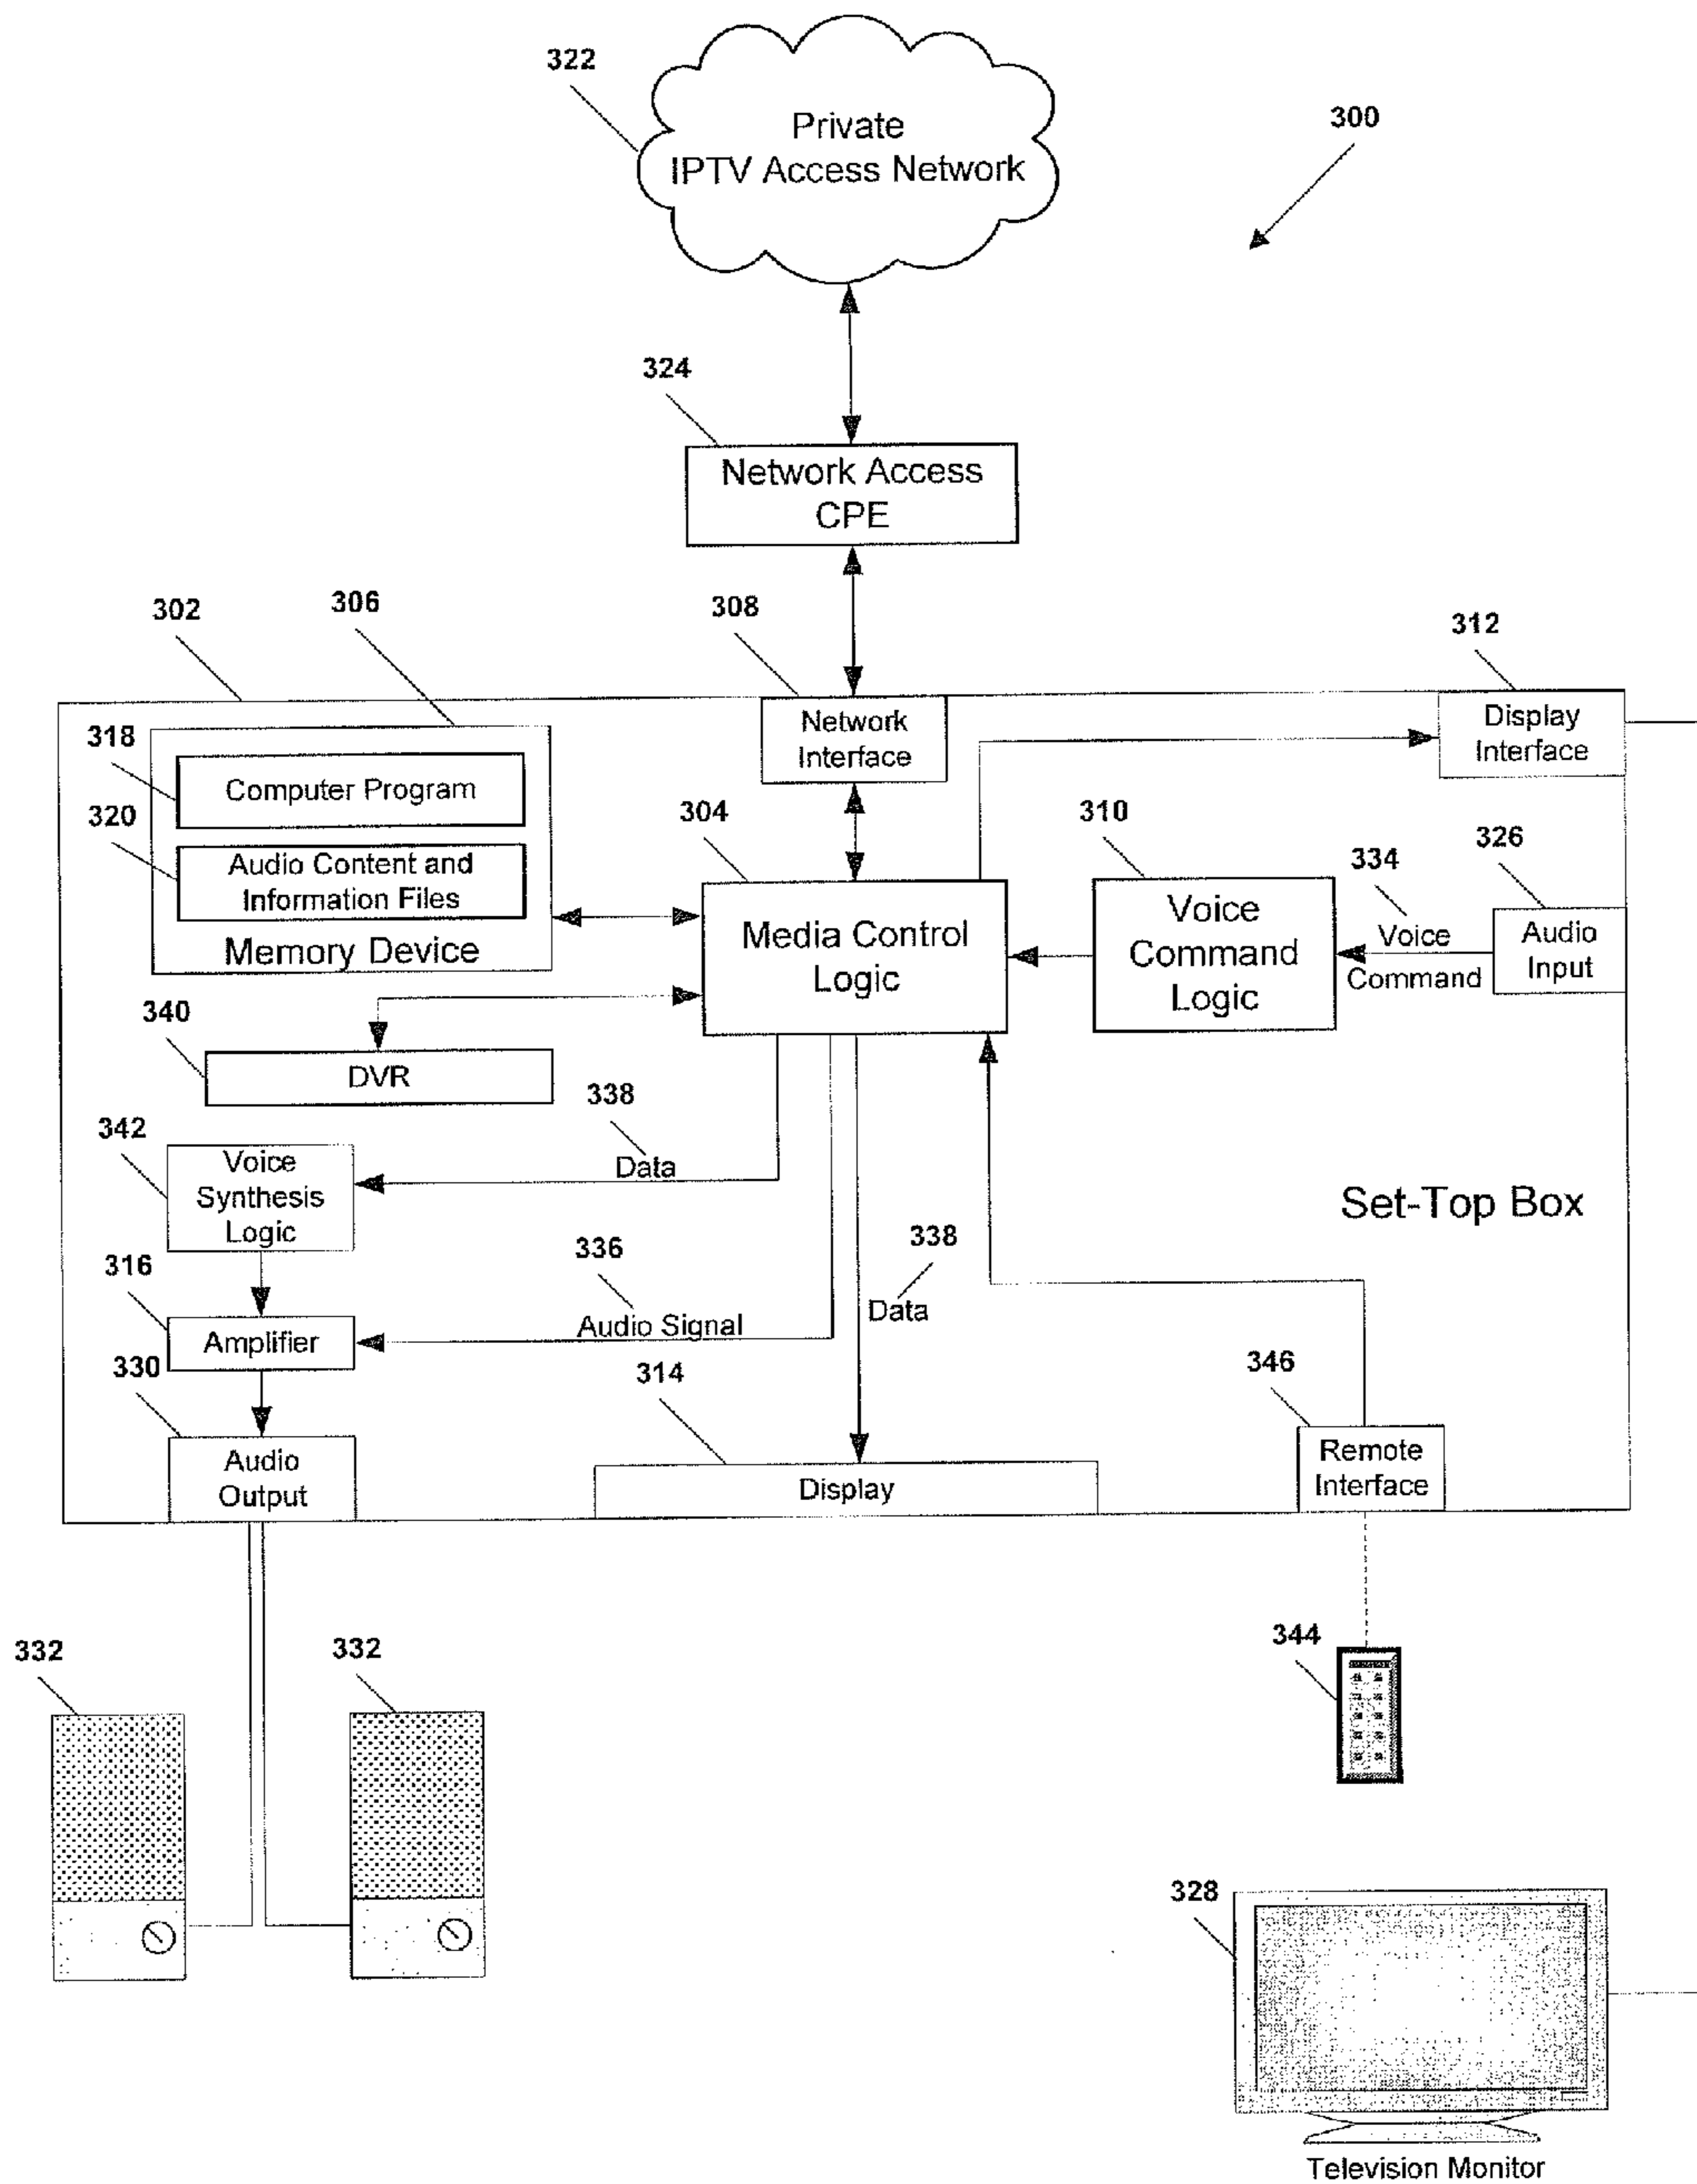 322
Private
IPTV Access Network
300
324
Network Access
CPE
302
306
308
312
318
Computer Program
320
Audio Content and
Information Files
Memory Device
Network
Interface
Display
Interface
304
Media Control
Logic
310
Voice
Command
Logic
334
Voice
Command
326
Audio
Input
340
DVR
338
Data
342
Voice
Synthesis
Logic
Set-Top Box
316
Amplifier
336
Audio Signal
338
Data
330
Audio
Output
314
Display
346
Remote
Interface
332
332
344
328
Television Monitor